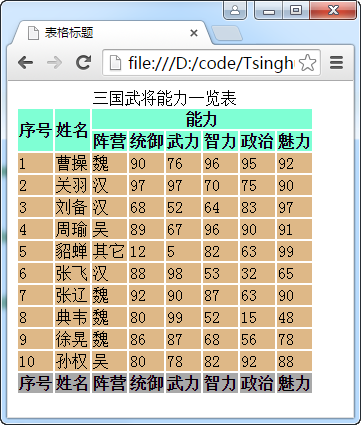 表格标题
file:///D:/code/Tsingh
三国武将能力一览表
序号 姓名 能力
阵营 统御 武力 智力 政治 魅力
1 曹操 魏 90 76 96 95 92
2 关羽 汉 97 97 70 75 90
3 刘备 汉 68 52 64 83 97
4 周瑜 吴 89 67 96 90 91
5 貂蝉 其它 12 5 82 63 99
6 张飞 汉 88 98 53 32 65
7 张辽 魏 92 90 87 63 90
8 典韦 魏 80 99 52 15 48
9 徐晃 魏 86 87 68 56 78
10 孙权 吴 80 78 82 92 88
序号 姓名 阵营 统御 武力 智力 政治 魅力